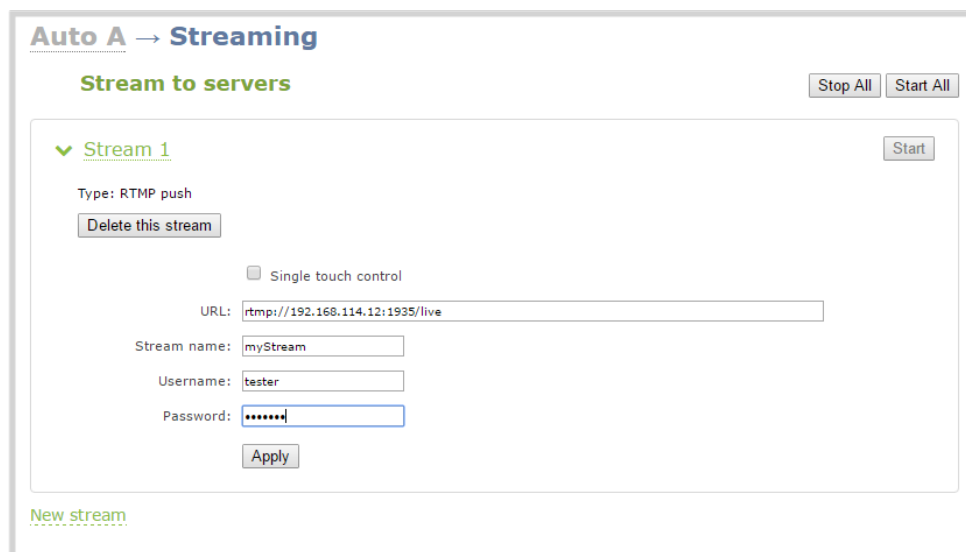 Auto A → Streaming
Stream to servers
Stop All Start All
Stream 1
Start
Type: RTMP push
Delete this stream
Single touch control
URL: rtmp://192.168.114.12:1935/live
Stream name: myStream
Username: tester
Password: •••••••
Apply
New stream